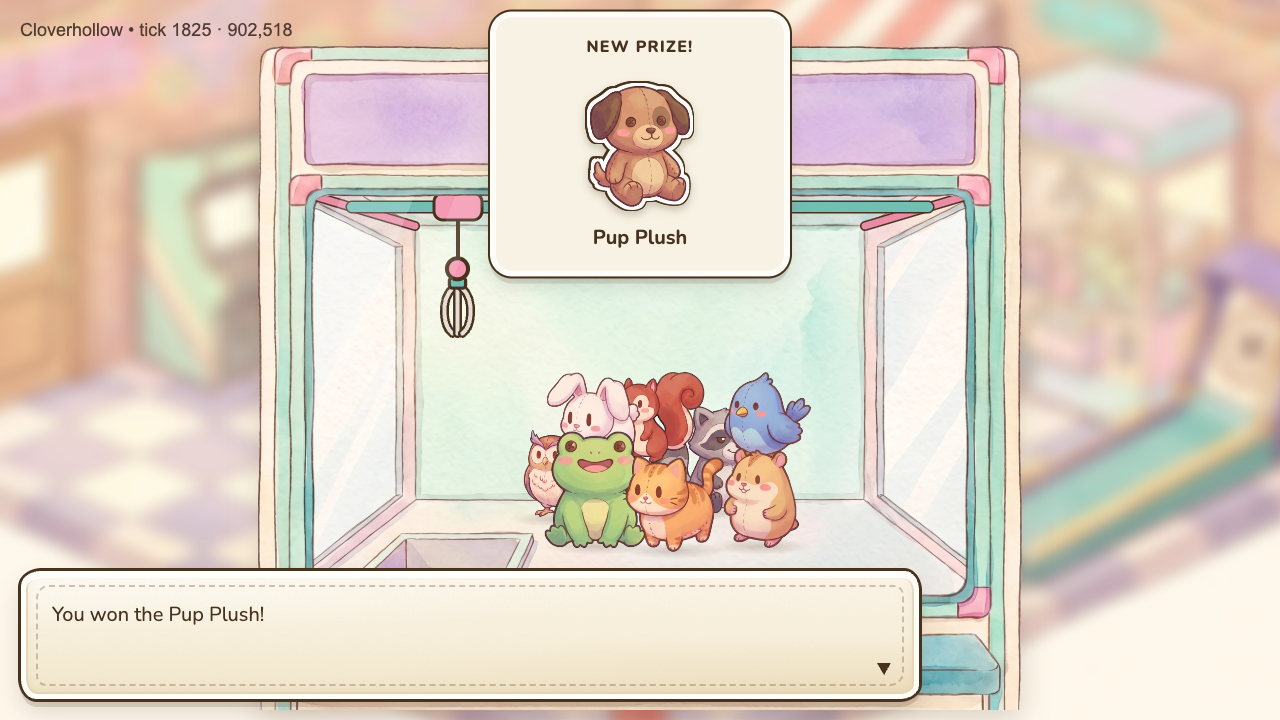 Cloverhollow • tick 1825 · 902,518
NEW PRIZE!
Pup Plush
You won the Pup Plush!